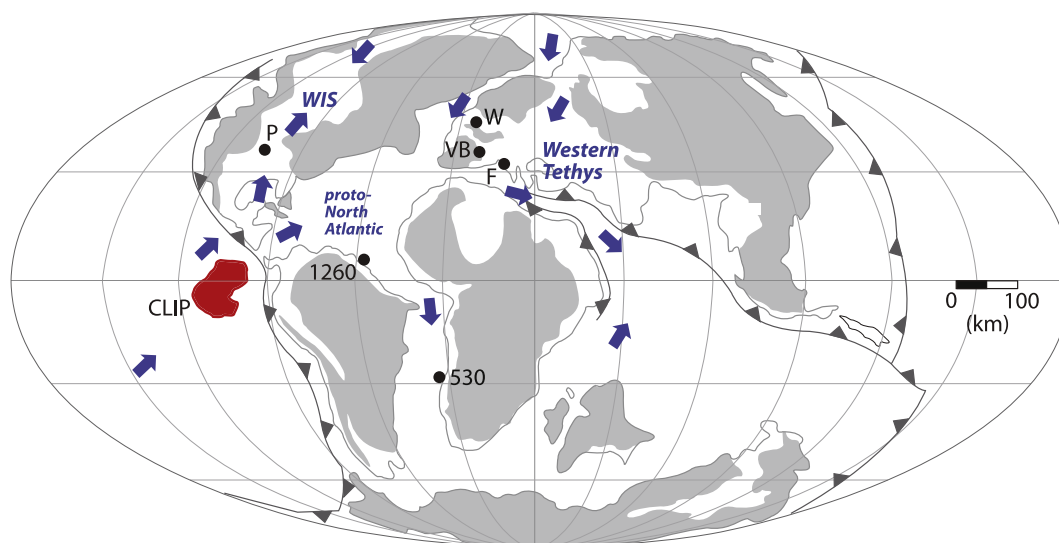 WIS
P
W
VB
F
Western
Tethys
proto-
North
Atlantic
1260
CLIP
0 100
(km)
530